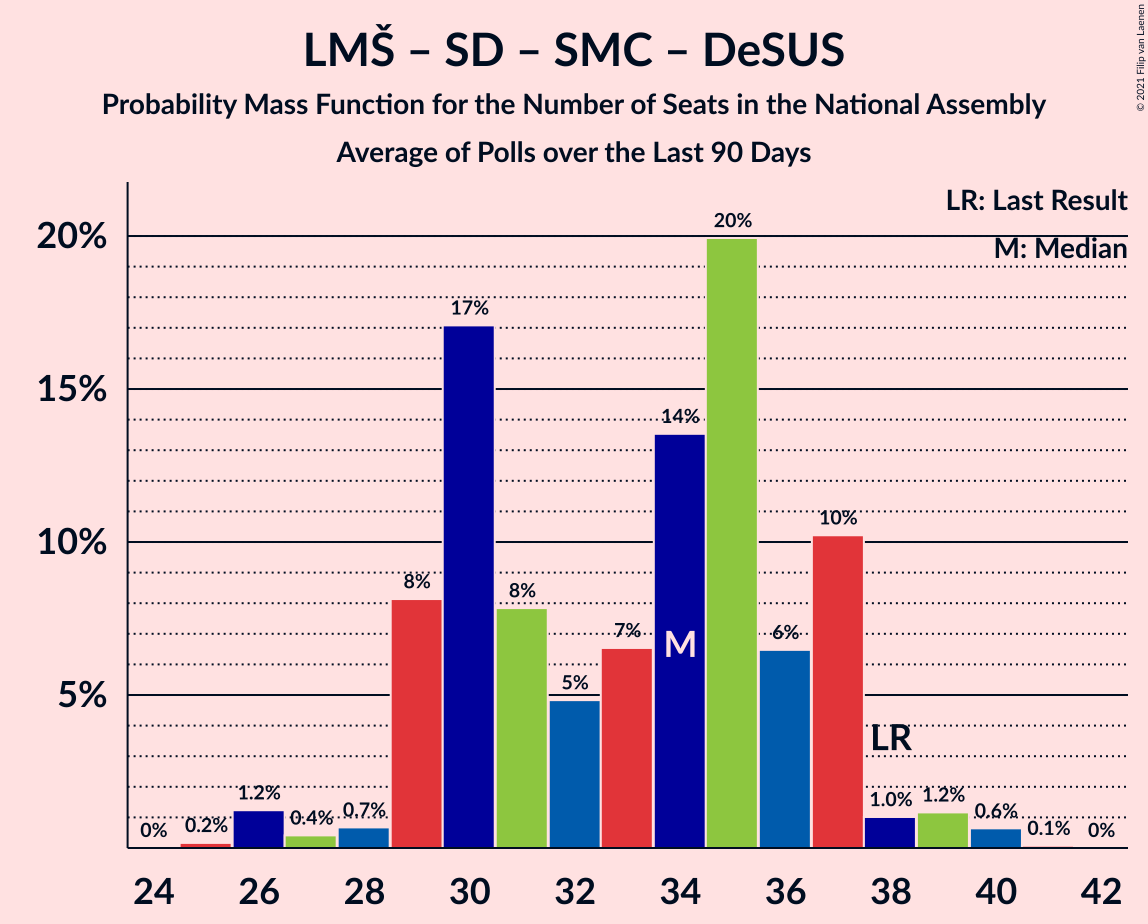 LMŠ – SD – SMC – DeSUS
Probability Mass Function for the Number of Seats in the National Assembly
Average of Polls over the Last 90 Days
© 2021 Filip van Laenen
LR: Last Result
M: Median
20%
15%
10%
5%
0%
0.2%
1.2%
0.4%
0.7%
8%
17%
8%
5%
7%
14%
20%
6%
10%
1.0%
1.2%
0.6%
0.1%
0%
M
LR
24 26 28 30 32 34 36 38 40 42